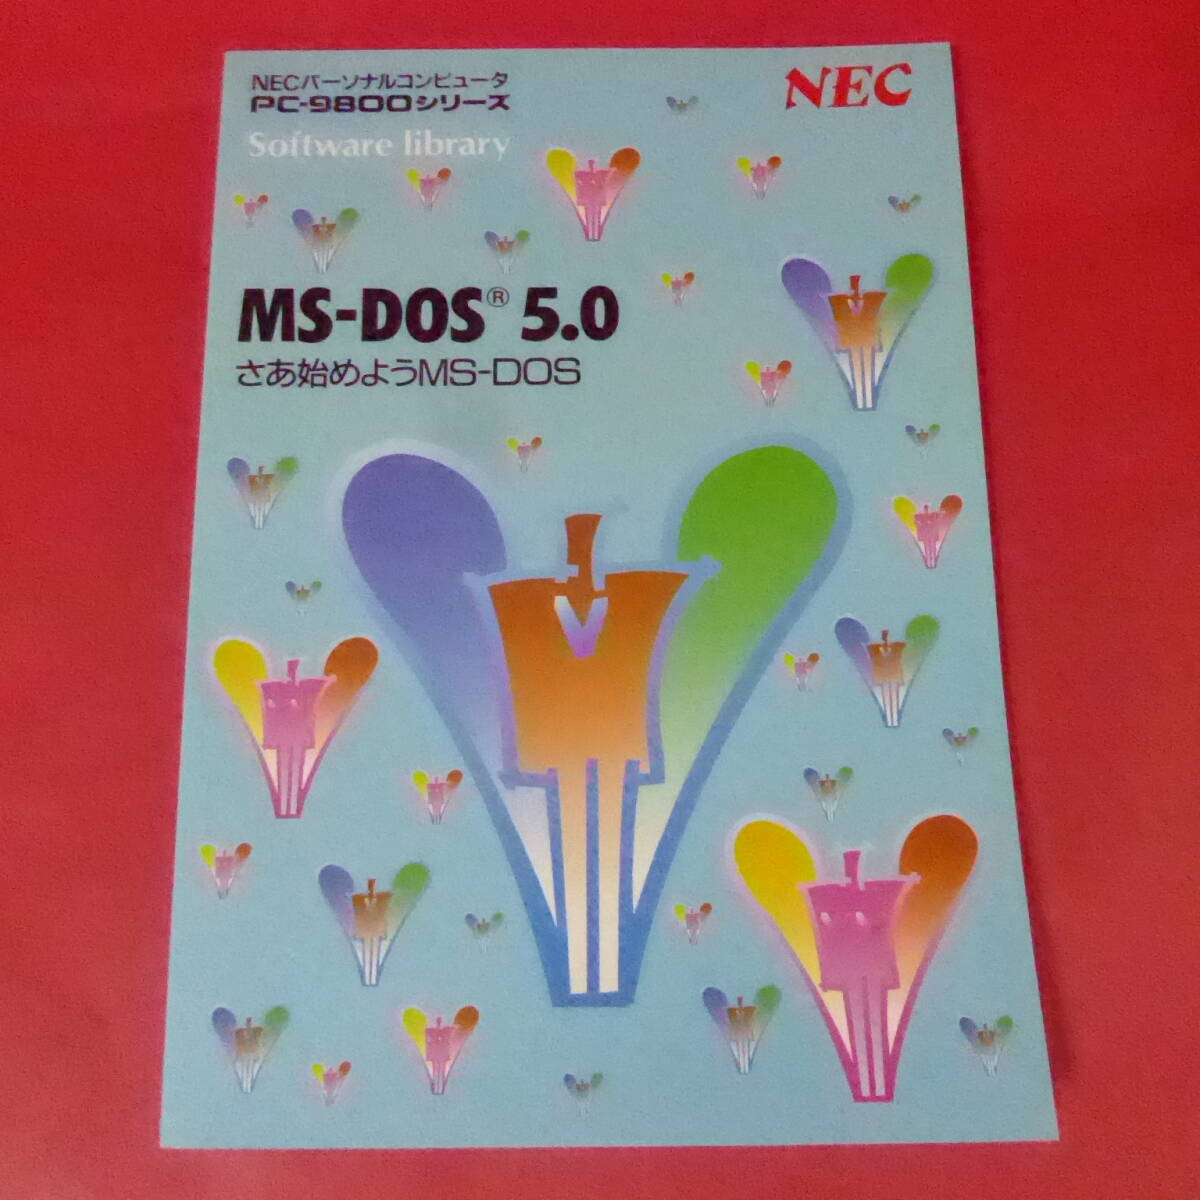 NECパーソナルコンピュータ
PC-9800シリーズ
Software library
NEC
MS-DOS® 5.0
さあ始めようMS-DOS